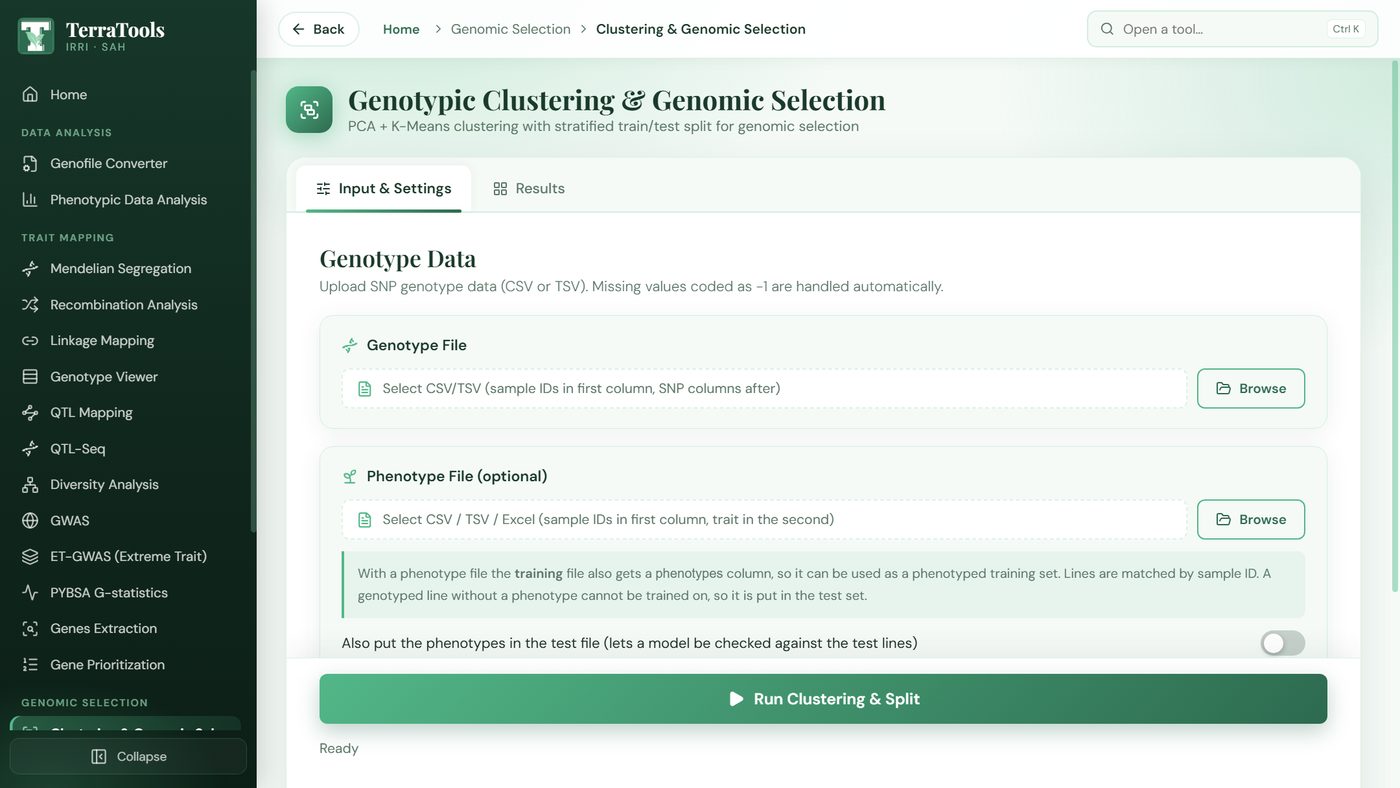 TerraTools
IRRI · SAH
Home
DATA ANALYSIS
Genofile Converter
Phenotypic Data Analysis
TRAIT MAPPING
Mendelian Segregation
Recombination Analysis
Linkage Mapping
Genotype Viewer
QTL Mapping
QTL-Seq
Diversity Analysis
GWAS
ET-GWAS (Extreme Trait)
PYBSA G-statistics
Genes Extraction
Gene Prioritization
GENOMIC SELECTION
Collapse
Back
Home > Genomic Selection > Clustering & Genomic Selection
Open a tool...
Ctrl K
Genotypic Clustering & Genomic Selection
PCA + K-Means clustering with stratified train/test split for genomic selection
Input & Settings
Results
Genotype Data
Upload SNP genotype data (CSV or TSV). Missing values coded as -1 are handled automatically.
Genotype File
Select CSV/TSV (sample IDs in first column, SNP columns after)
Browse
Phenotype File (optional)
Select CSV / TSV / Excel (sample IDs in first column, trait in the second)
Browse
With a phenotype file the training file also gets a phenotypes column, so it can be used as a phenotyped training set. Lines are matched by sample ID. A
genotyped line without a phenotype cannot be trained on, so it is put in the test set.
Also put the phenotypes in the test file (lets a model be checked against the test lines)
Run Clustering & Split
Ready